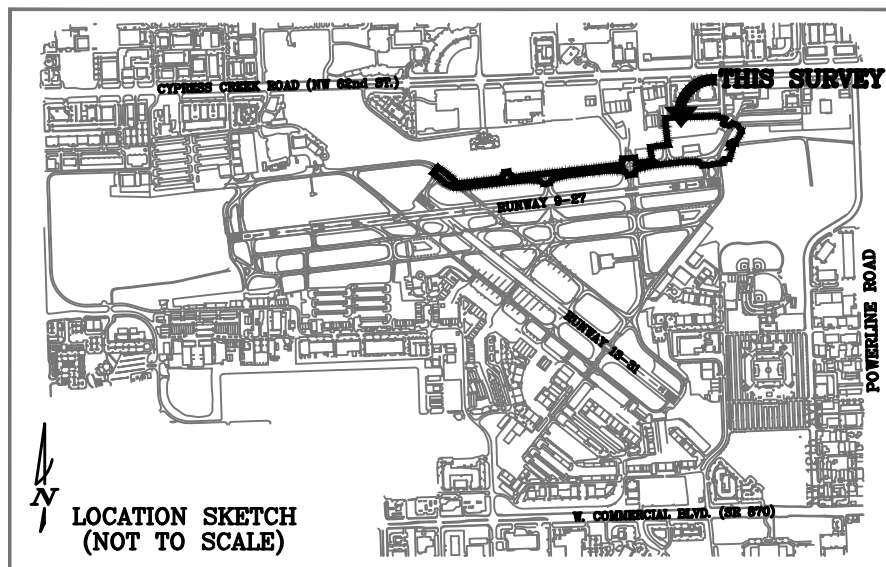 CYPRESS CREEK ROAD (NW 62nd ST.)
THIS SURVEY
RUNWAY 9-27
RUNWAY 13-31
POWERLINE ROAD
N
LOCATION SKETCH
(NOT TO SCALE)
W. COMMERCIAL BLVD. (SR 870)